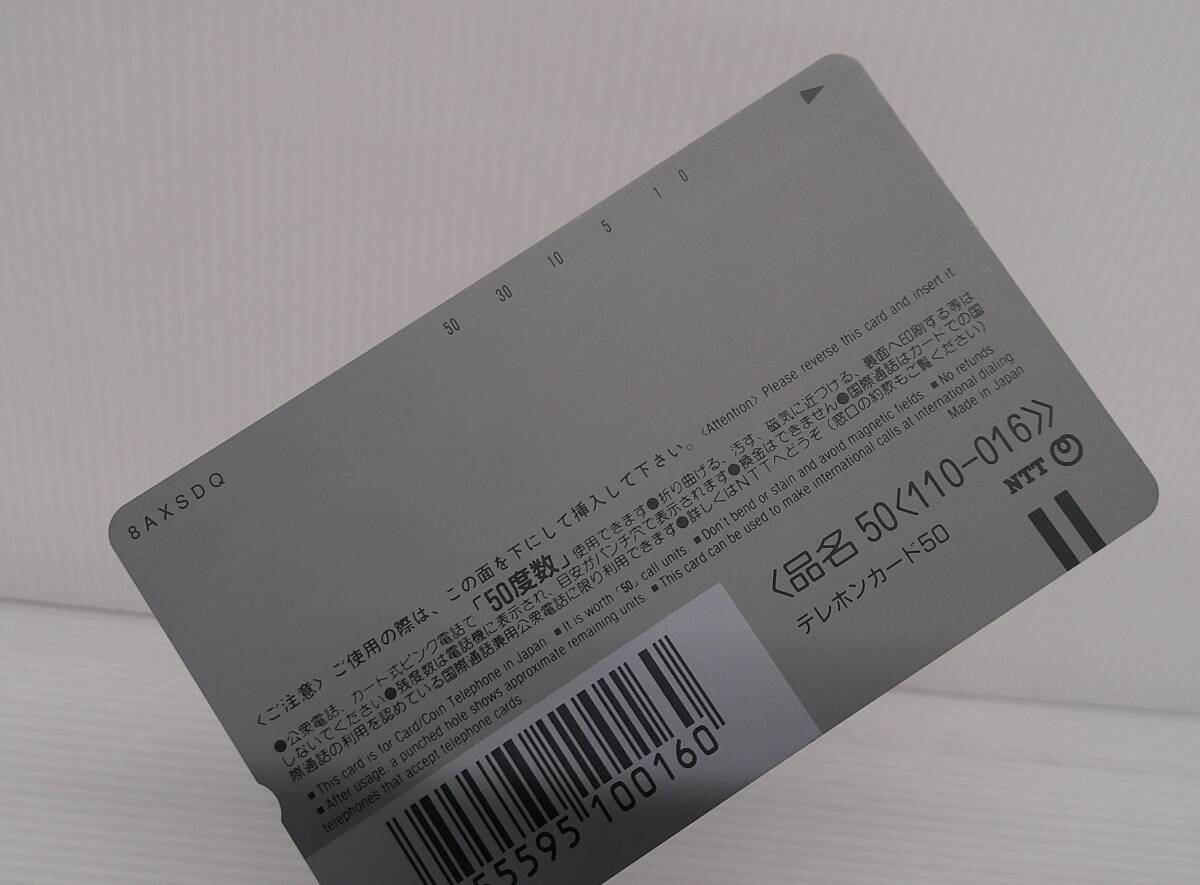 8AXSDQ
50 30 10 5 1 0
〈ご注意〉ご使用の際は、この面を下にして挿入して下さい。〈Attention〉Please reverse this card and insert it.
●公衆電話、カード式ピンク電話で「50度数」使用できます●折り曲げる、汚す、磁気に近づける、裏面へ印刷する等は
しないでください●残度数は電話機に表示され、目安がパンチ穴で表示されます●換金はできません●国際通話はカードでの国
際通話の利用を認めている国際通話兼用公衆電話に限り利用できます●詳しくはNTTへどうぞ(窓口の約款もご覧ください)
■This card is for Card/Coin Telephone in Japan. ■It is worth「50」call units. ■Don't bend or stain and avoid magnetic fields. ■No refunds.
■After usage, a punched hole shows approximate remaining units. ■This card can be used to make international calls at international dialing
telephones that accept telephone cards. Made in Japan
〈品名 50〈110-016〉〉
NTT
テレホンカード50
55595100160